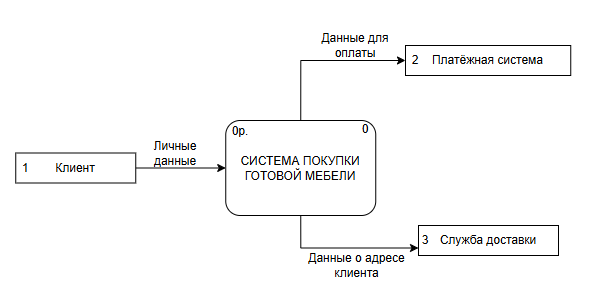 Данные для
оплаты
2 Платёжная система
0р. 0
Личные
данные
СИСТЕМА ПОКУПКИ
ГОТОВОЙ МЕБЕЛИ
1 Клиент
3 Служба доставки
Данные о адресе
клиента